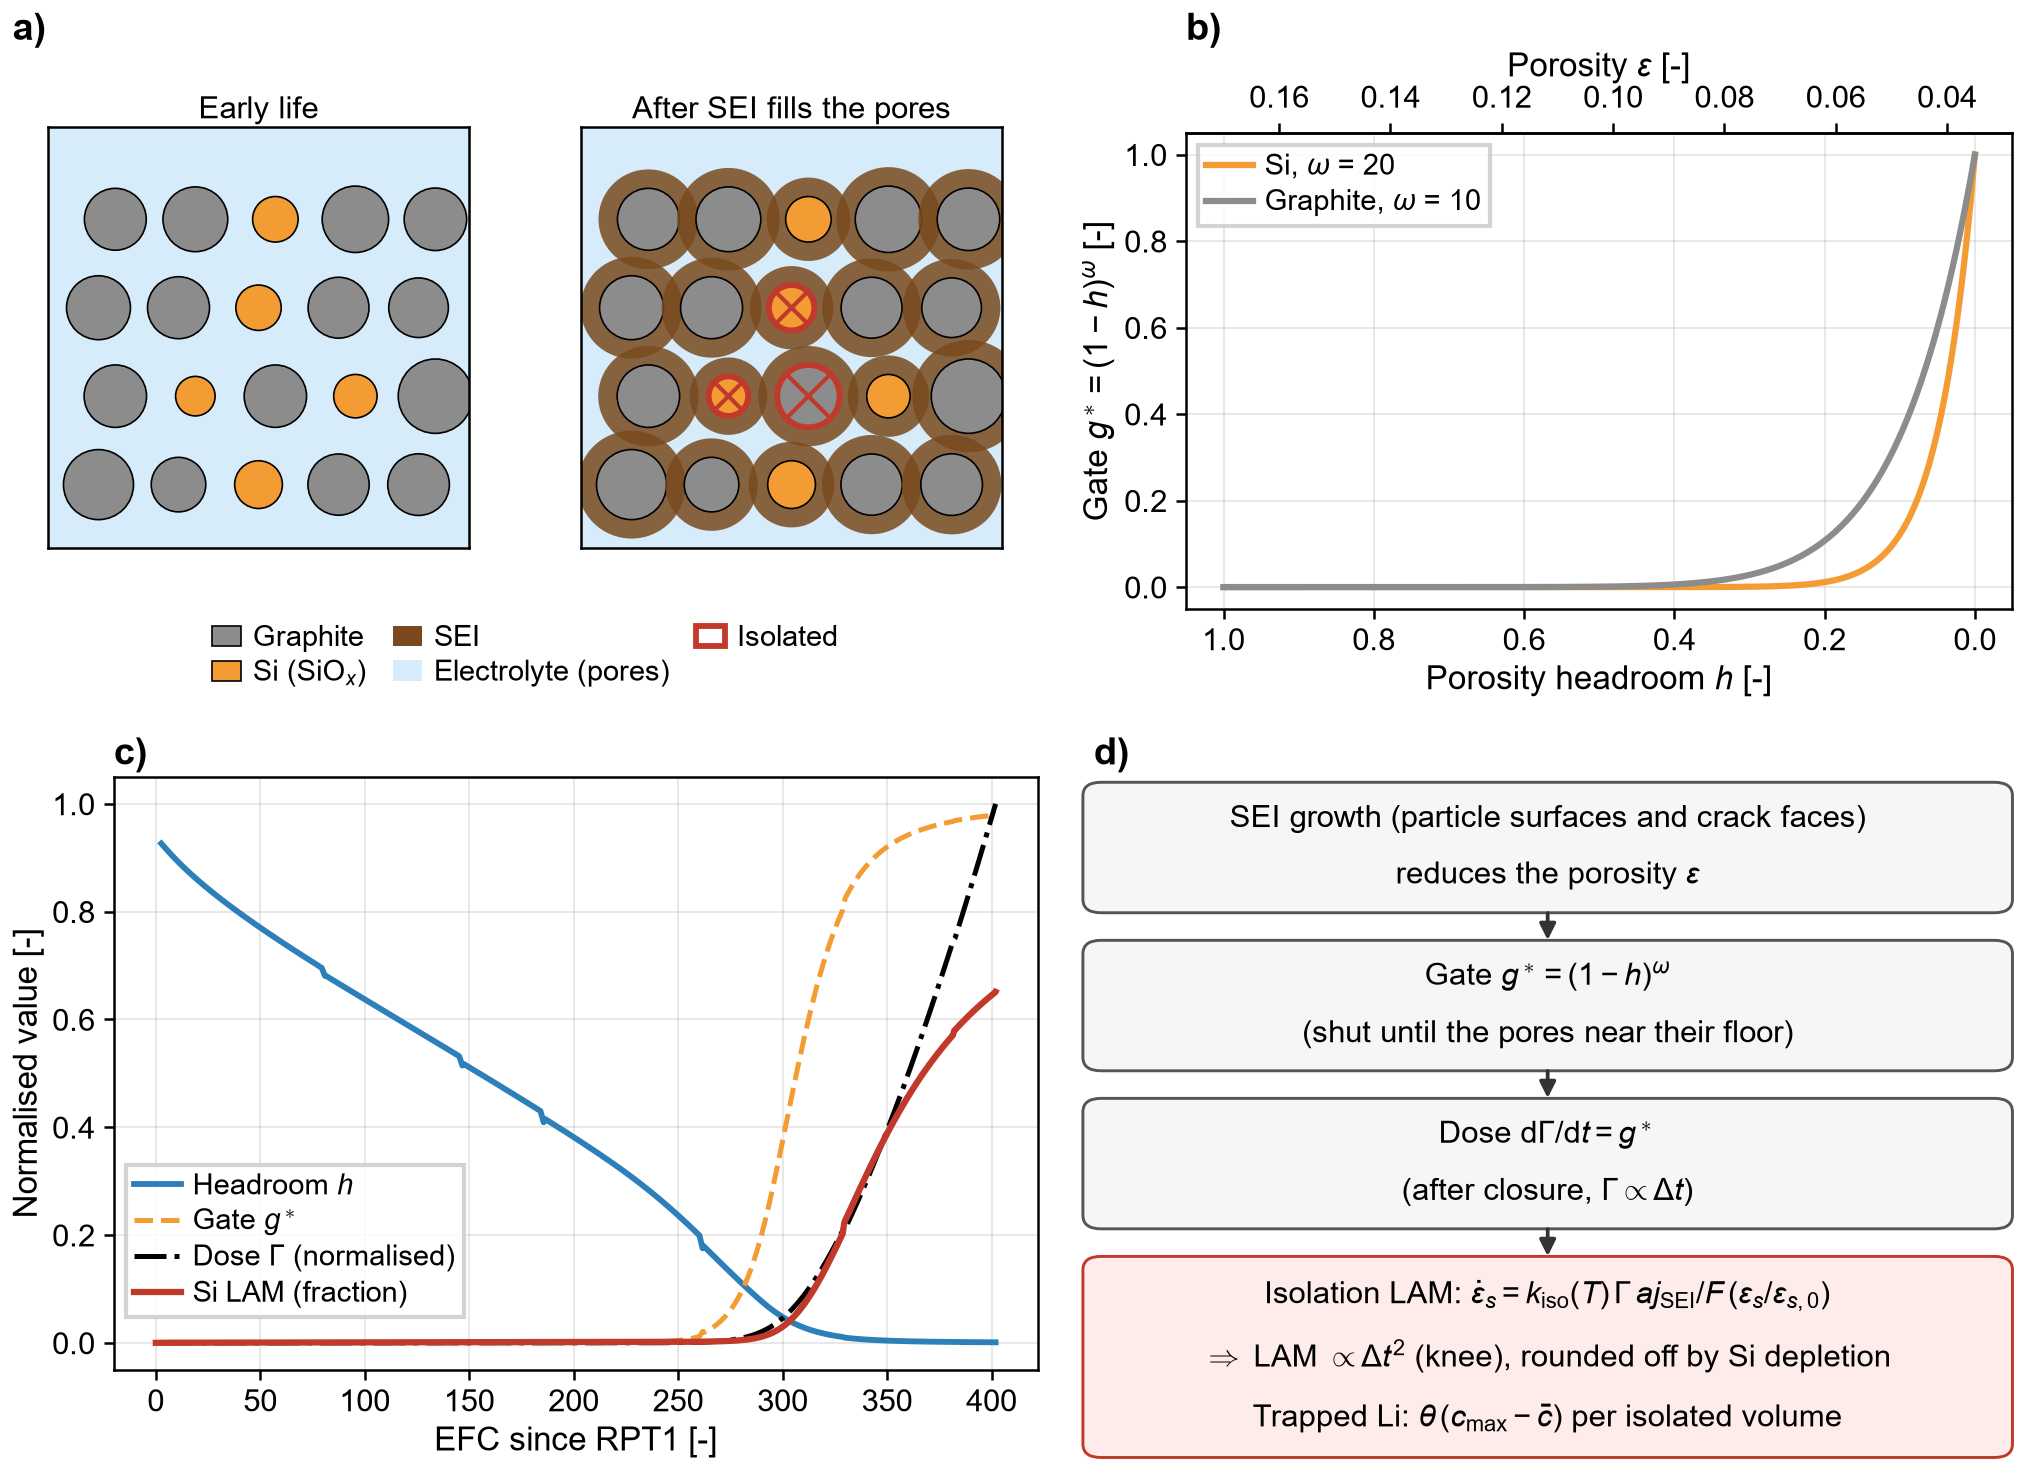 a)
Early life
After SEI fills the pores
Graphite
Si (SiOₓ)
SEI
Electrolyte (pores)
Isolated
b)
Porosity ε [-]
0.16 0.14 0.12 0.10 0.08 0.06 0.04
Gate g* = (1 − h)^ω [-]
1.0
0.8
0.6
0.4
0.2
0.0
Si, ω = 20
Graphite, ω = 10
1.0 0.8 0.6 0.4 0.2 0.0
Porosity headroom h [-]
c)
Normalised value [-]
1.0
0.8
0.6
0.4
0.2
0.0
Headroom h
Gate g*
Dose Γ (normalised)
Si LAM (fraction)
0 50 100 150 200 250 300 350 400
EFC since RPT1 [-]
d)
SEI growth (particle surfaces and crack faces)
reduces the porosity ε
Gate g* = (1 − h)^ω
(shut until the pores near their floor)
Dose dΓ/dt = g*
(after closure, Γ ∝ Δt)
Isolation LAM: ε̇ₛ = k_iso(T) Γ aj_SEI/F (εₛ/ε_s,0)
⇒ LAM ∝ Δt² (knee), rounded off by Si depletion
Trapped Li: θ (c_max − c̄) per isolated volume